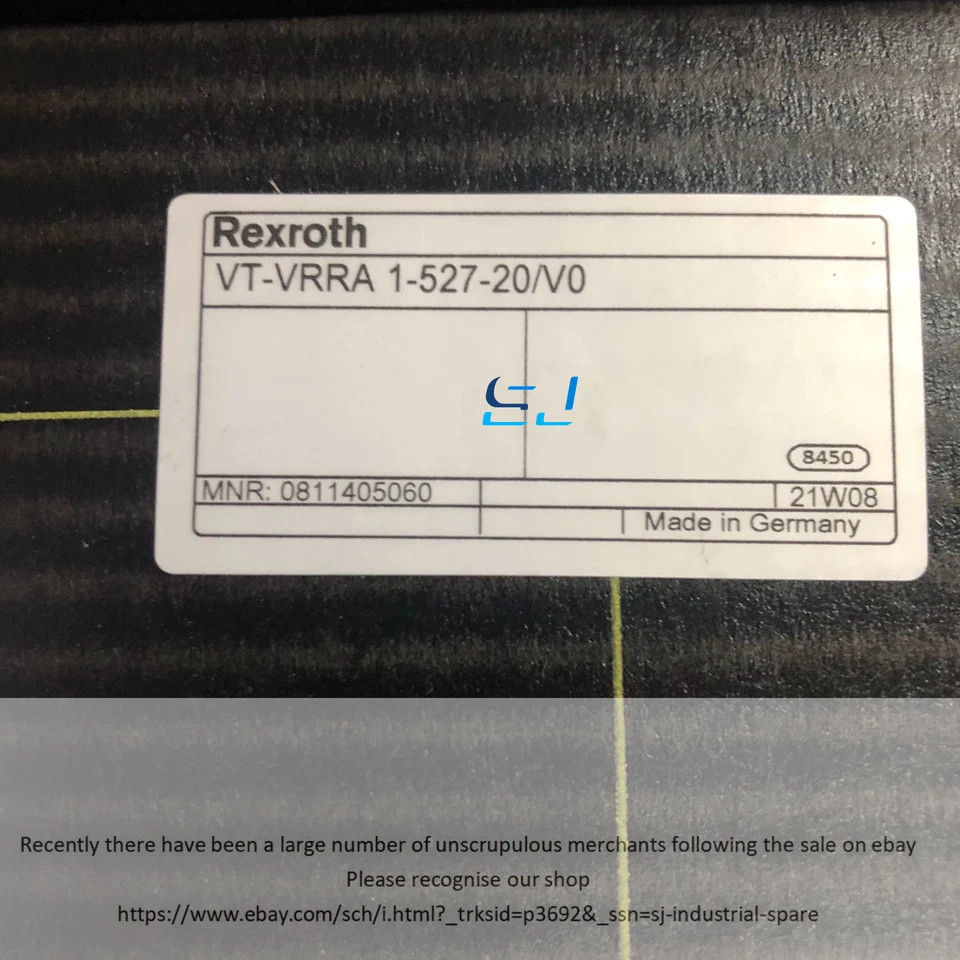 Rexroth
VT-VRRA 1-527-20/V0
SJ
8450
MNR: 0811405060
21W08
Made in Germany
Recently there have been a large number of unscrupulous merchants following the sale on ebay
Please recognise our shop
https://www.ebay.com/sch/i.html?_trksid=p3692&_ssn=sj-industrial-spare